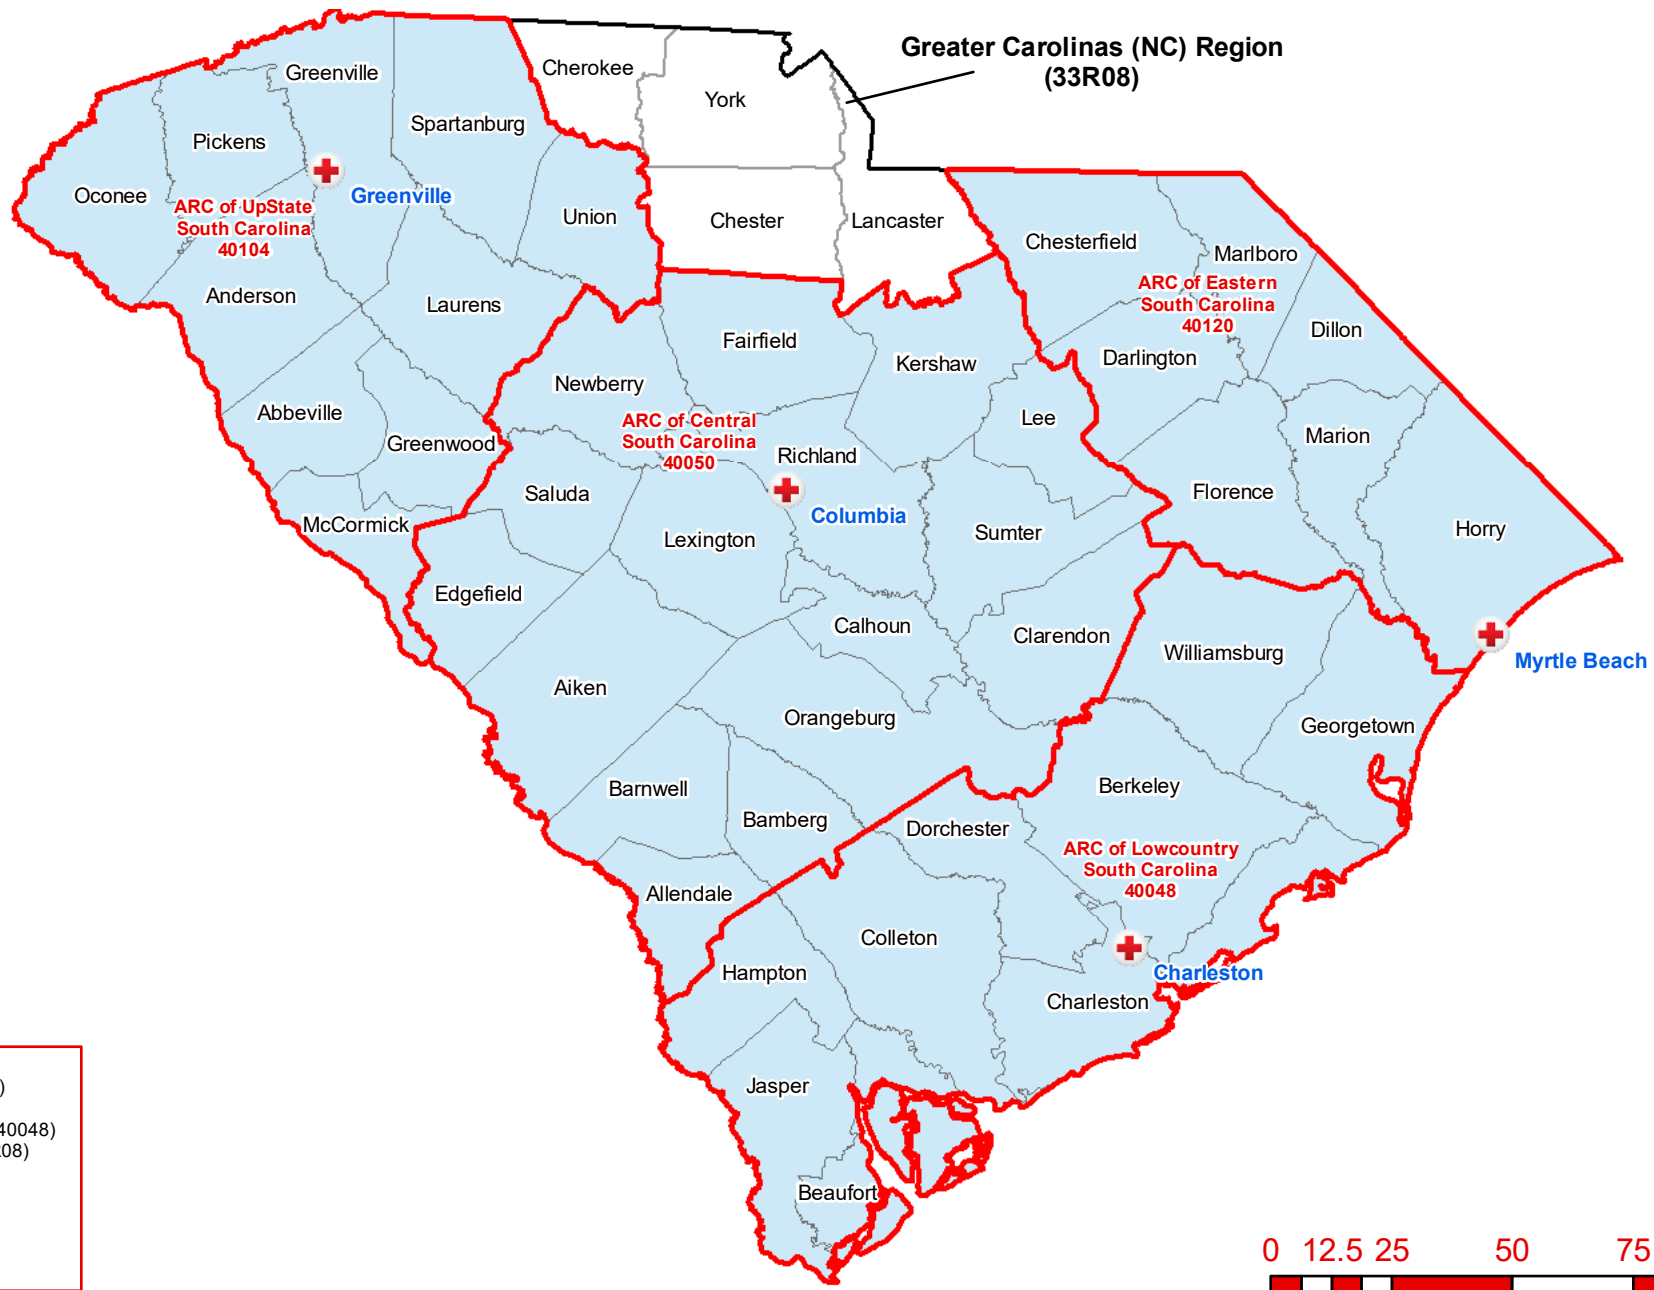 Greater Carolinas (NC) Region
(33R08)
Cherokee
Greenville
York
Spartanburg
Pickens
Oconee
Greenville
ARC of UpState
South Carolina
40104
Union
Chester
Lancaster
Chesterfield
Marlboro
ARC of Eastern
South Carolina
40120
Anderson
Laurens
Dillon
Fairfield
Darlington
Kershaw
Newberry
Abbeville
Lee
ARC of Central
South Carolina
40050
Greenwood
Marion
Richland
Saluda
Florence
Columbia
McCormick
Horry
Sumter
Lexington
Edgefield
Calhoun
Clarendon
Williamsburg
Myrtle Beach
Aiken
Orangeburg
Georgetown
Barnwell
Berkeley
Bamberg
Dorchester
ARC of Lowcountry
South Carolina
40048
Allendale
Colleton
Hampton
Charleston
Charleston
Jasper
)
40048)
08)
Beaufort
0 12.5 25 50 75